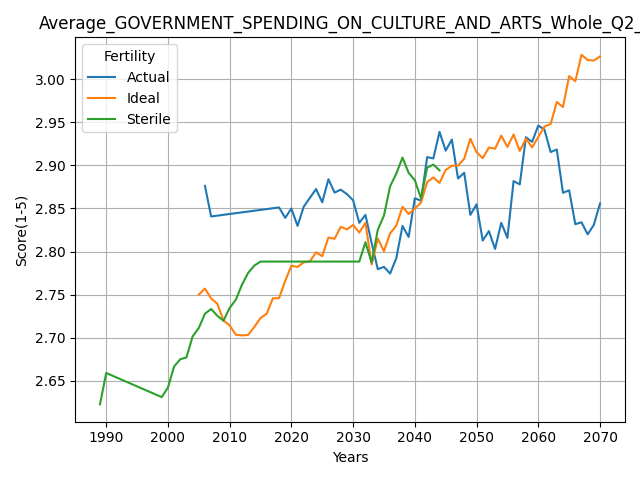 Average_GOVERNMENT_SPENDING_ON_CULTURE_AND_ARTS_Whole_Q2_
Fertility
Actual
Ideal
Sterile
Score(1-5)
3.00
2.95
2.90
2.85
2.80
2.75
2.70
2.65
1990 2000 2010 2020 2030 2040 2050 2060 2070
Years